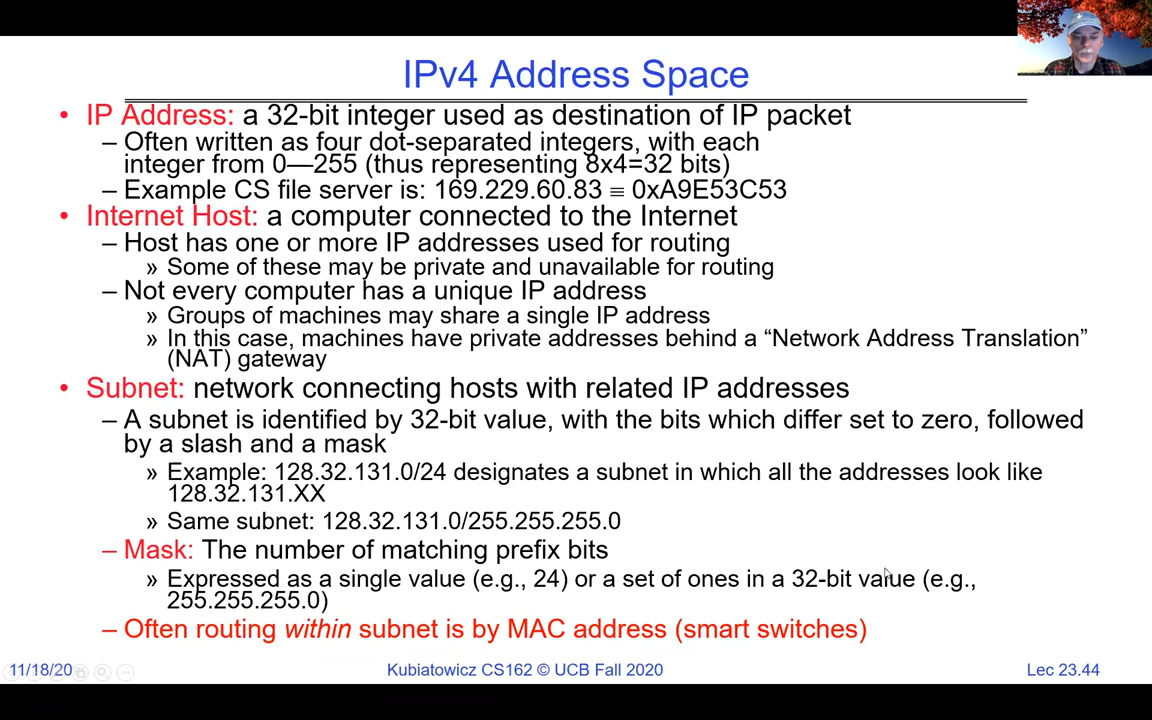 IPv4 Address Space
• IP Address: a 32-bit integer used as destination of IP packet
– Often written as four dot-separated integers, with each
integer from 0—255 (thus representing 8x4=32 bits)
– Example CS file server is: 169.229.60.83 ≡ 0xA9E53C53
• Internet Host: a computer connected to the Internet
– Host has one or more IP addresses used for routing
» Some of these may be private and unavailable for routing
– Not every computer has a unique IP address
» Groups of machines may share a single IP address
» In this case, machines have private addresses behind a “Network Address Translation”
(NAT) gateway
• Subnet: network connecting hosts with related IP addresses
– A subnet is identified by 32-bit value, with the bits which differ set to zero, followed
by a slash and a mask
» Example: 128.32.131.0/24 designates a subnet in which all the addresses look like
128.32.131.XX
» Same subnet: 128.32.131.0/255.255.255.0
– Mask: The number of matching prefix bits
» Expressed as a single value (e.g., 24) or a set of ones in a 32-bit value (e.g.,
255.255.255.0)
– Often routing within subnet is by MAC address (smart switches)
11/18/20 Kubiatowicz CS162 © UCB Fall 2020 Lec 23.44